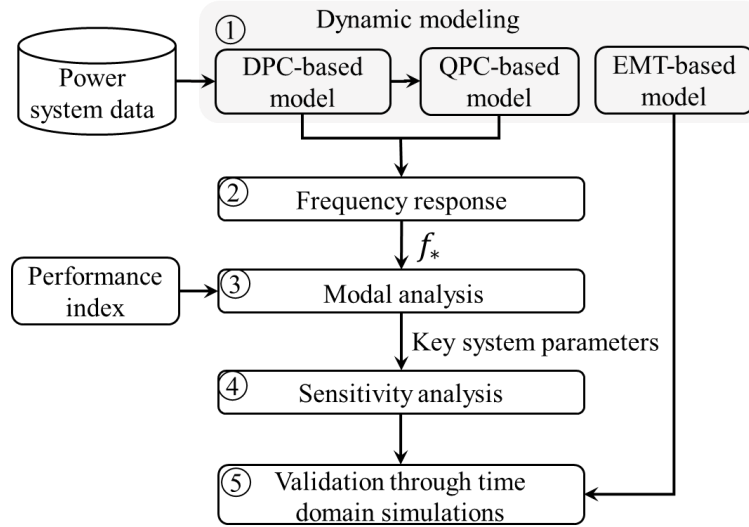 Dynamic modeling
①
Power
system data
DPC-based
model
QPC-based
model
EMT-based
model
②
Frequency response
f*
Performance
index
③
Modal analysis
Key system parameters
④
Sensitivity analysis
⑤
Validation through time
domain simulations